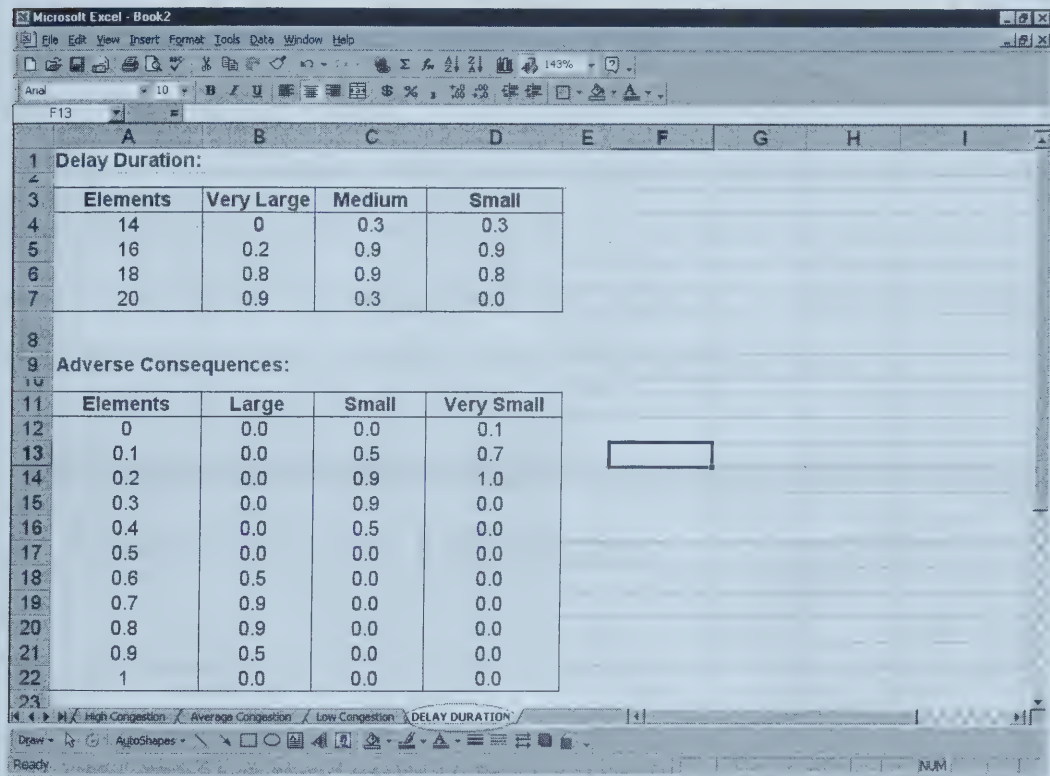 Microsoft Excel - Book2
File Edit View Insert Format Tools Data Window Help
143%
Arial 10 B I U $ % ,
F13 =
A B C D E F G H I
1 Delay Duration:
2
3 Elements Very Large Medium Small
4 14 0 0.3 0.3
5 16 0.2 0.9 0.9
6 18 0.8 0.9 0.8
7 20 0.9 0.3 0.0
8
9 Adverse Consequences:
10
11 Elements Large Small Very Small
12 0 0.0 0.0 0.1
13 0.1 0.0 0.5 0.7
14 0.2 0.0 0.9 1.0
15 0.3 0.0 0.9 0.0
16 0.4 0.0 0.5 0.0
17 0.5 0.0 0.0 0.0
18 0.6 0.5 0.0 0.0
19 0.7 0.9 0.0 0.0
20 0.8 0.9 0.0 0.0
21 0.9 0.5 0.0 0.0
22 1 0.0 0.0 0.0
23
High Congestion / Average Congestion / Low Congestion \ DELAY DURATION /
Draw AutoShapes
Ready NUM